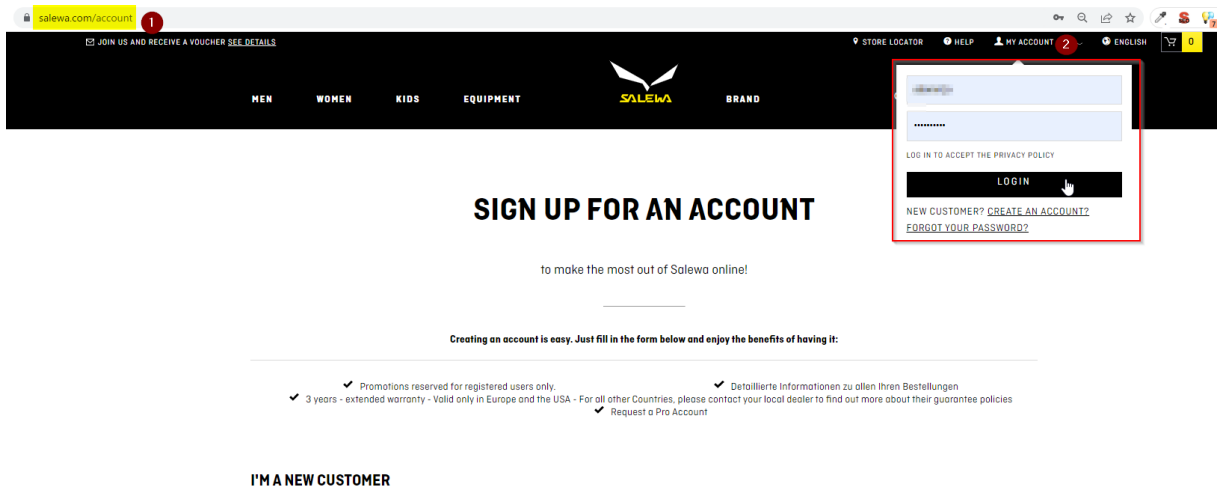 salewa.com/account
1
7
JOIN US AND RECEIVE A VOUCHER SEE DETAILS
STORE LOCATOR HELP MY ACCOUNT 2 ENGLISH 0
MEN WOMEN KIDS EQUIPMENT SALEWA BRAND
••••••••••
LOG IN TO ACCEPT THE PRIVACY POLICY
LOGIN
NEW CUSTOMER? CREATE AN ACCOUNT?
FORGOT YOUR PASSWORD?
SIGN UP FOR AN ACCOUNT
to make the most out of Salewa online!
Creating an account is easy. Just fill in the form below and enjoy the benefits of having it:
Promotions reserved for registered users only. Detaillierte Informationen zu allen Ihren Bestellungen
3 years - extended warranty - Valid only in Europe and the USA - For all other Countries, please contact your local dealer to find out more about their guarantee policies
Request a Pro Account
I'M A NEW CUSTOMER